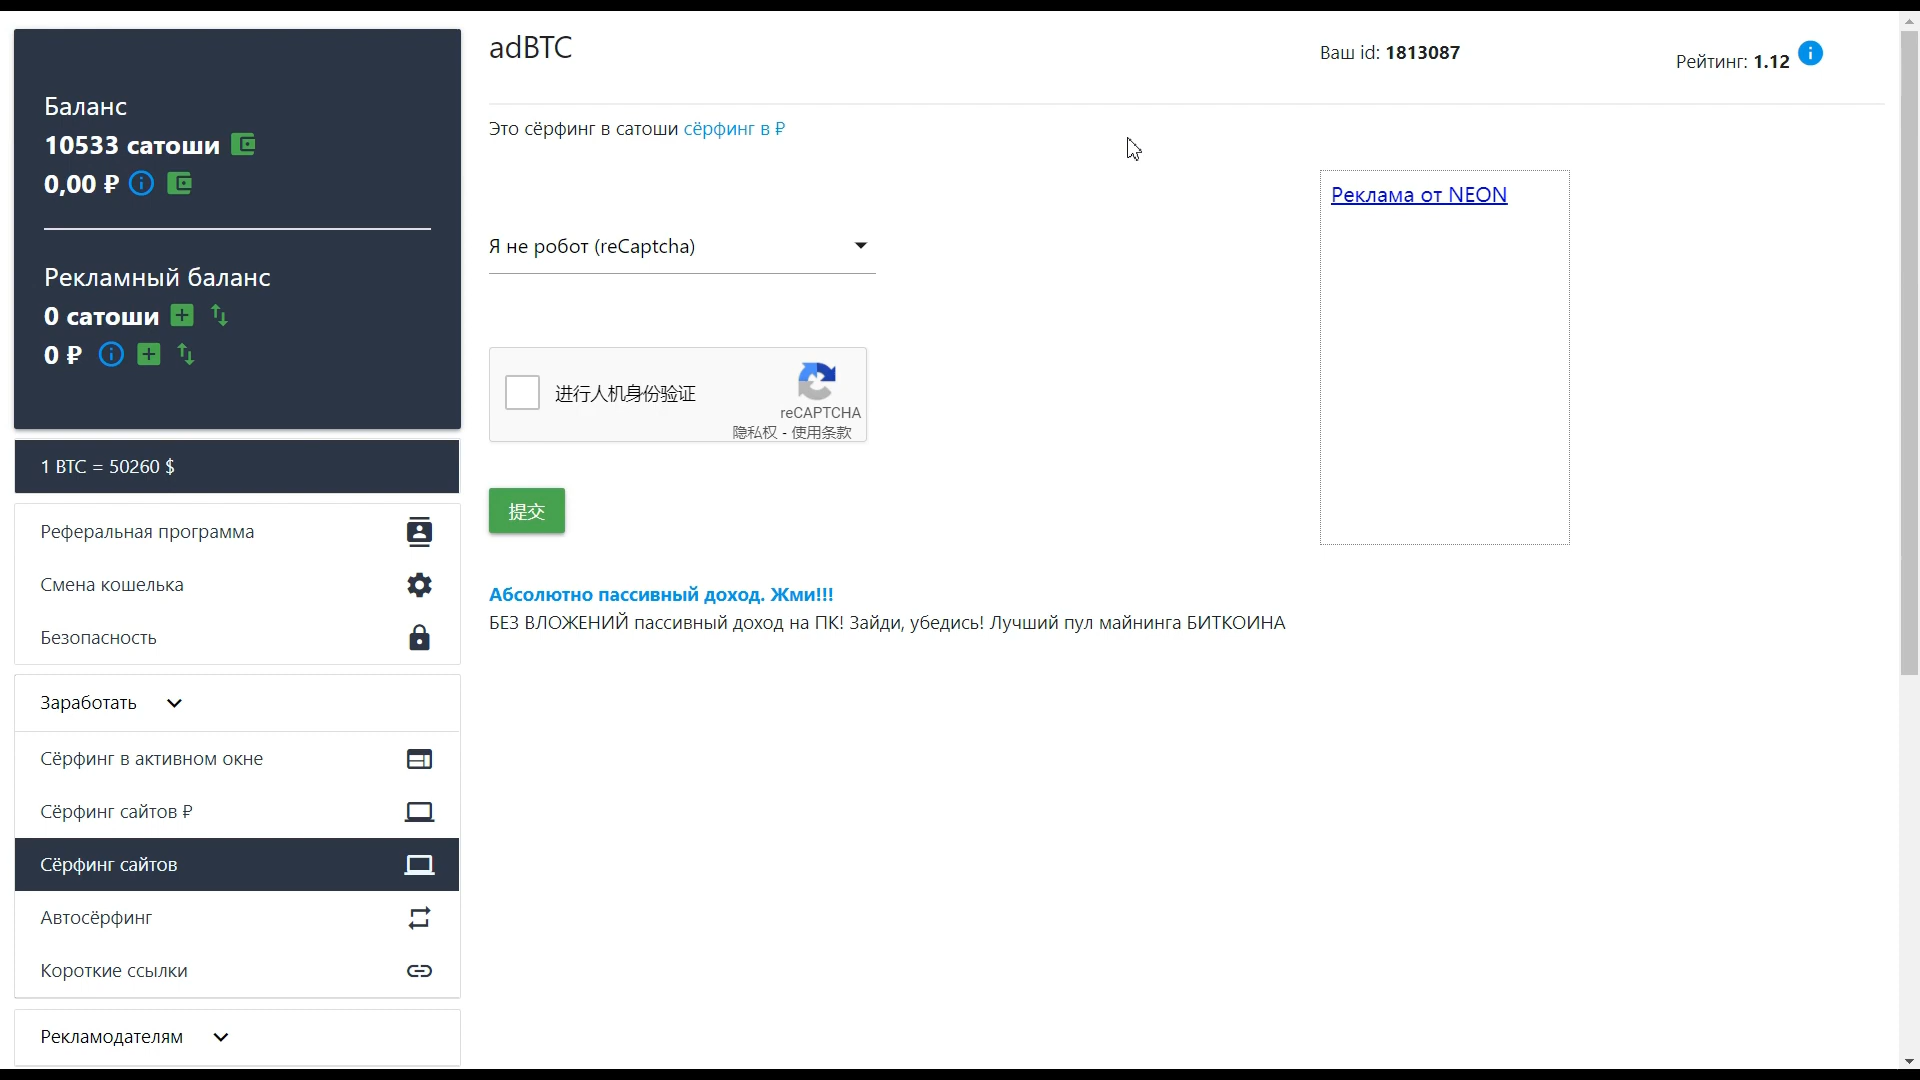 Баланс
10533 сатоши
0,00 ₽
Рекламный баланс
0 сатоши
0 ₽
1 BTC = 50260 $
Реферальная программа
Смена кошелька
Безопасность
Заработать
Сёрфинг в активном окне
Сёрфинг сайтов ₽
Сёрфинг сайтов
Автосёрфинг
Короткие ссылки
Рекламодателям
adBTC
Ваш id: 1813087
Рейтинг: 1.12
Это сёрфинг в сатоши сёрфинг в ₽
Реклама от NEON
Я не робот (reCaptcha)
进行人机身份验证
reCAPTCHA
隐私权 - 使用条款
提交
Абсолютно пассивный доход. Жми!!!
БЕЗ ВЛОЖЕНИЙ пассивный доход на ПК! Зайди, убедись! Лучший пул майнинга БИТКОИНА